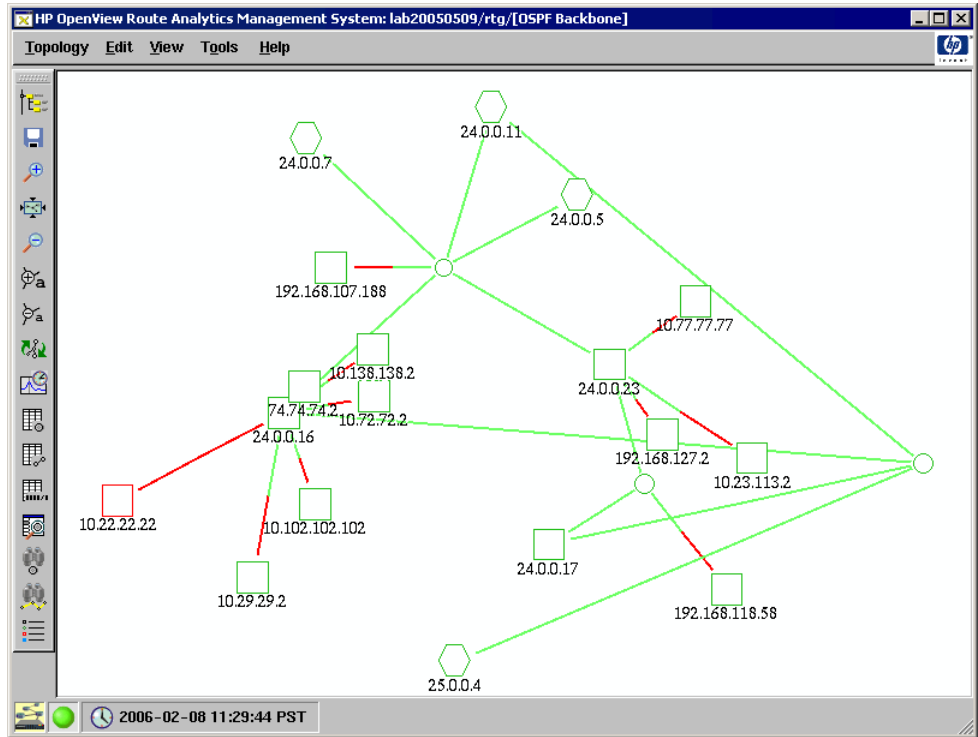 HP OpenView Route Analytics Management System: lab20050509/rtg/[OSPF Backbone]
Topology Edit View Tools Help
hp
invent
24.0.0.11
24.0.0.7
24.0.0.5
192.168.107.188
10.77.77.77
10.138.138.2
24.0.0.23
74.74.74.2
10.72.72.2
24.0.0.16
192.168.127.2
10.23.113.2
10.22.22.22
10.102.102.102
24.0.0.17
10.29.29.2
192.168.118.58
25.0.0.4
a
a
2006-02-08 11:29:44 PST